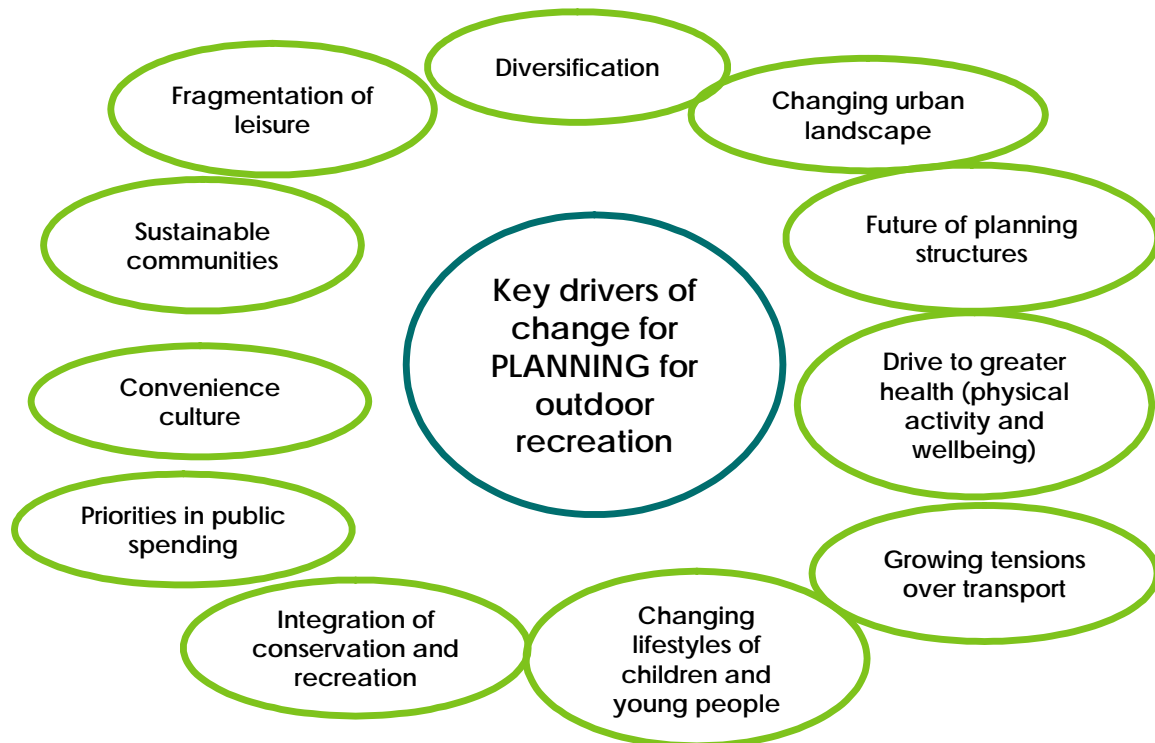 Diversification
Changing urban
landscape
Future of planning
structures
Drive to greater
health (physical
activity and
wellbeing)
Growing tensions
over transport
Changing
lifestyles of
children and
young people
Integration of
conservation and
recreation
Priorities in public
spending
Convenience
culture
Sustainable
communities
Fragmentation of
leisure
Key drivers of
change for
PLANNING for
outdoor
recreation